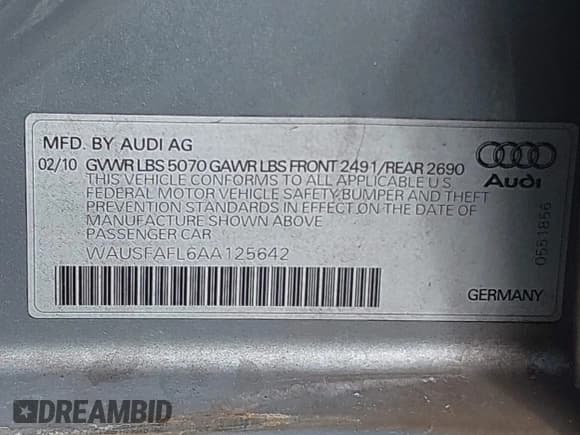 MFD. BY AUDI AG
02/10 GVWR LBS 5070 GAWR LBS FRONT 2491/REAR 2690
THIS VEHICLE CONFORMS TO ALL APPLICABLE U.S.
FEDERAL MOTOR VEHICLE SAFETY,BUMPER AND THEFT
PREVENTION STANDARDS IN EFFECT ON THE DATE OF
MANUFACTURE SHOWN ABOVE
PASSENGER CAR
WAUSFAFL6AA125642
Audi
0551856
GERMANY
DREAMBID